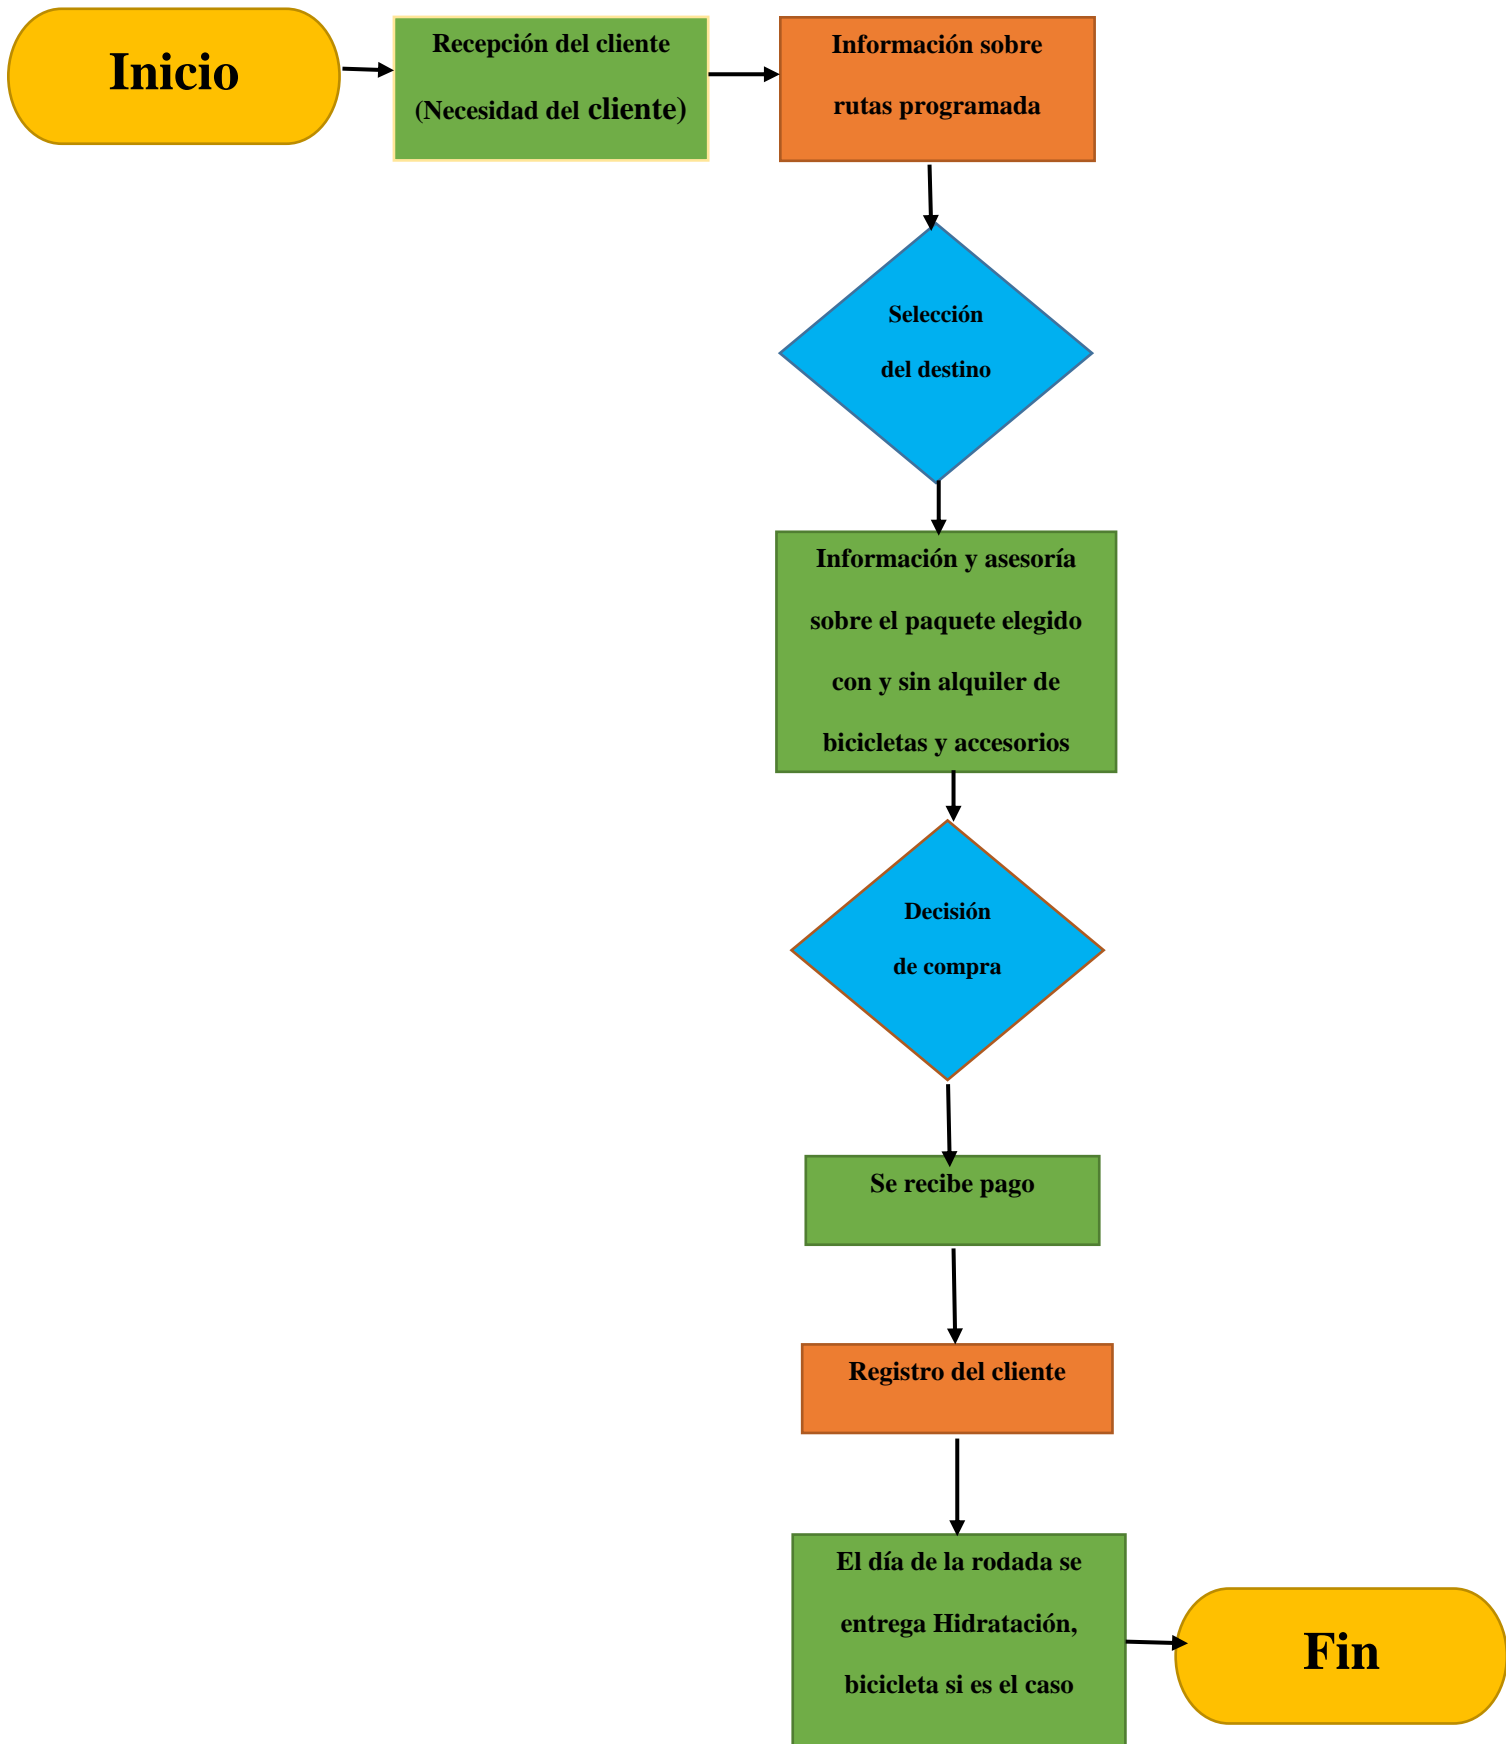 Inicio
Recepción del cliente
(Necesidad del cliente)
Información sobre
rutas programada
Selección
del destino
Información y asesoría
sobre el paquete elegido
con y sin alquiler de
bicicletas y accesorios
Decisión
de compra
Se recibe pago
Registro del cliente
El día de la rodada se
entrega Hidratación,
bicicleta si es el caso
Fin